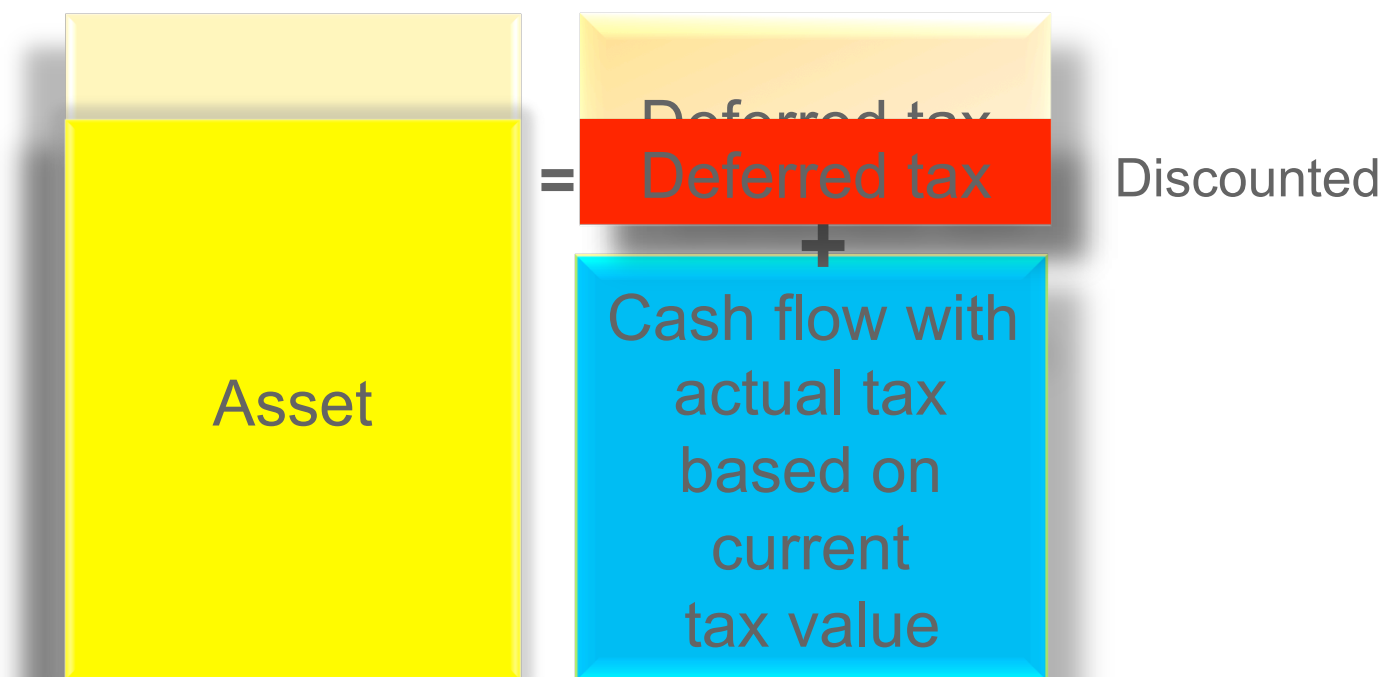 Deferred tax
Asset
=
Deferred tax
Discounted
+
Cash flow with
actual tax
based on
current
tax value